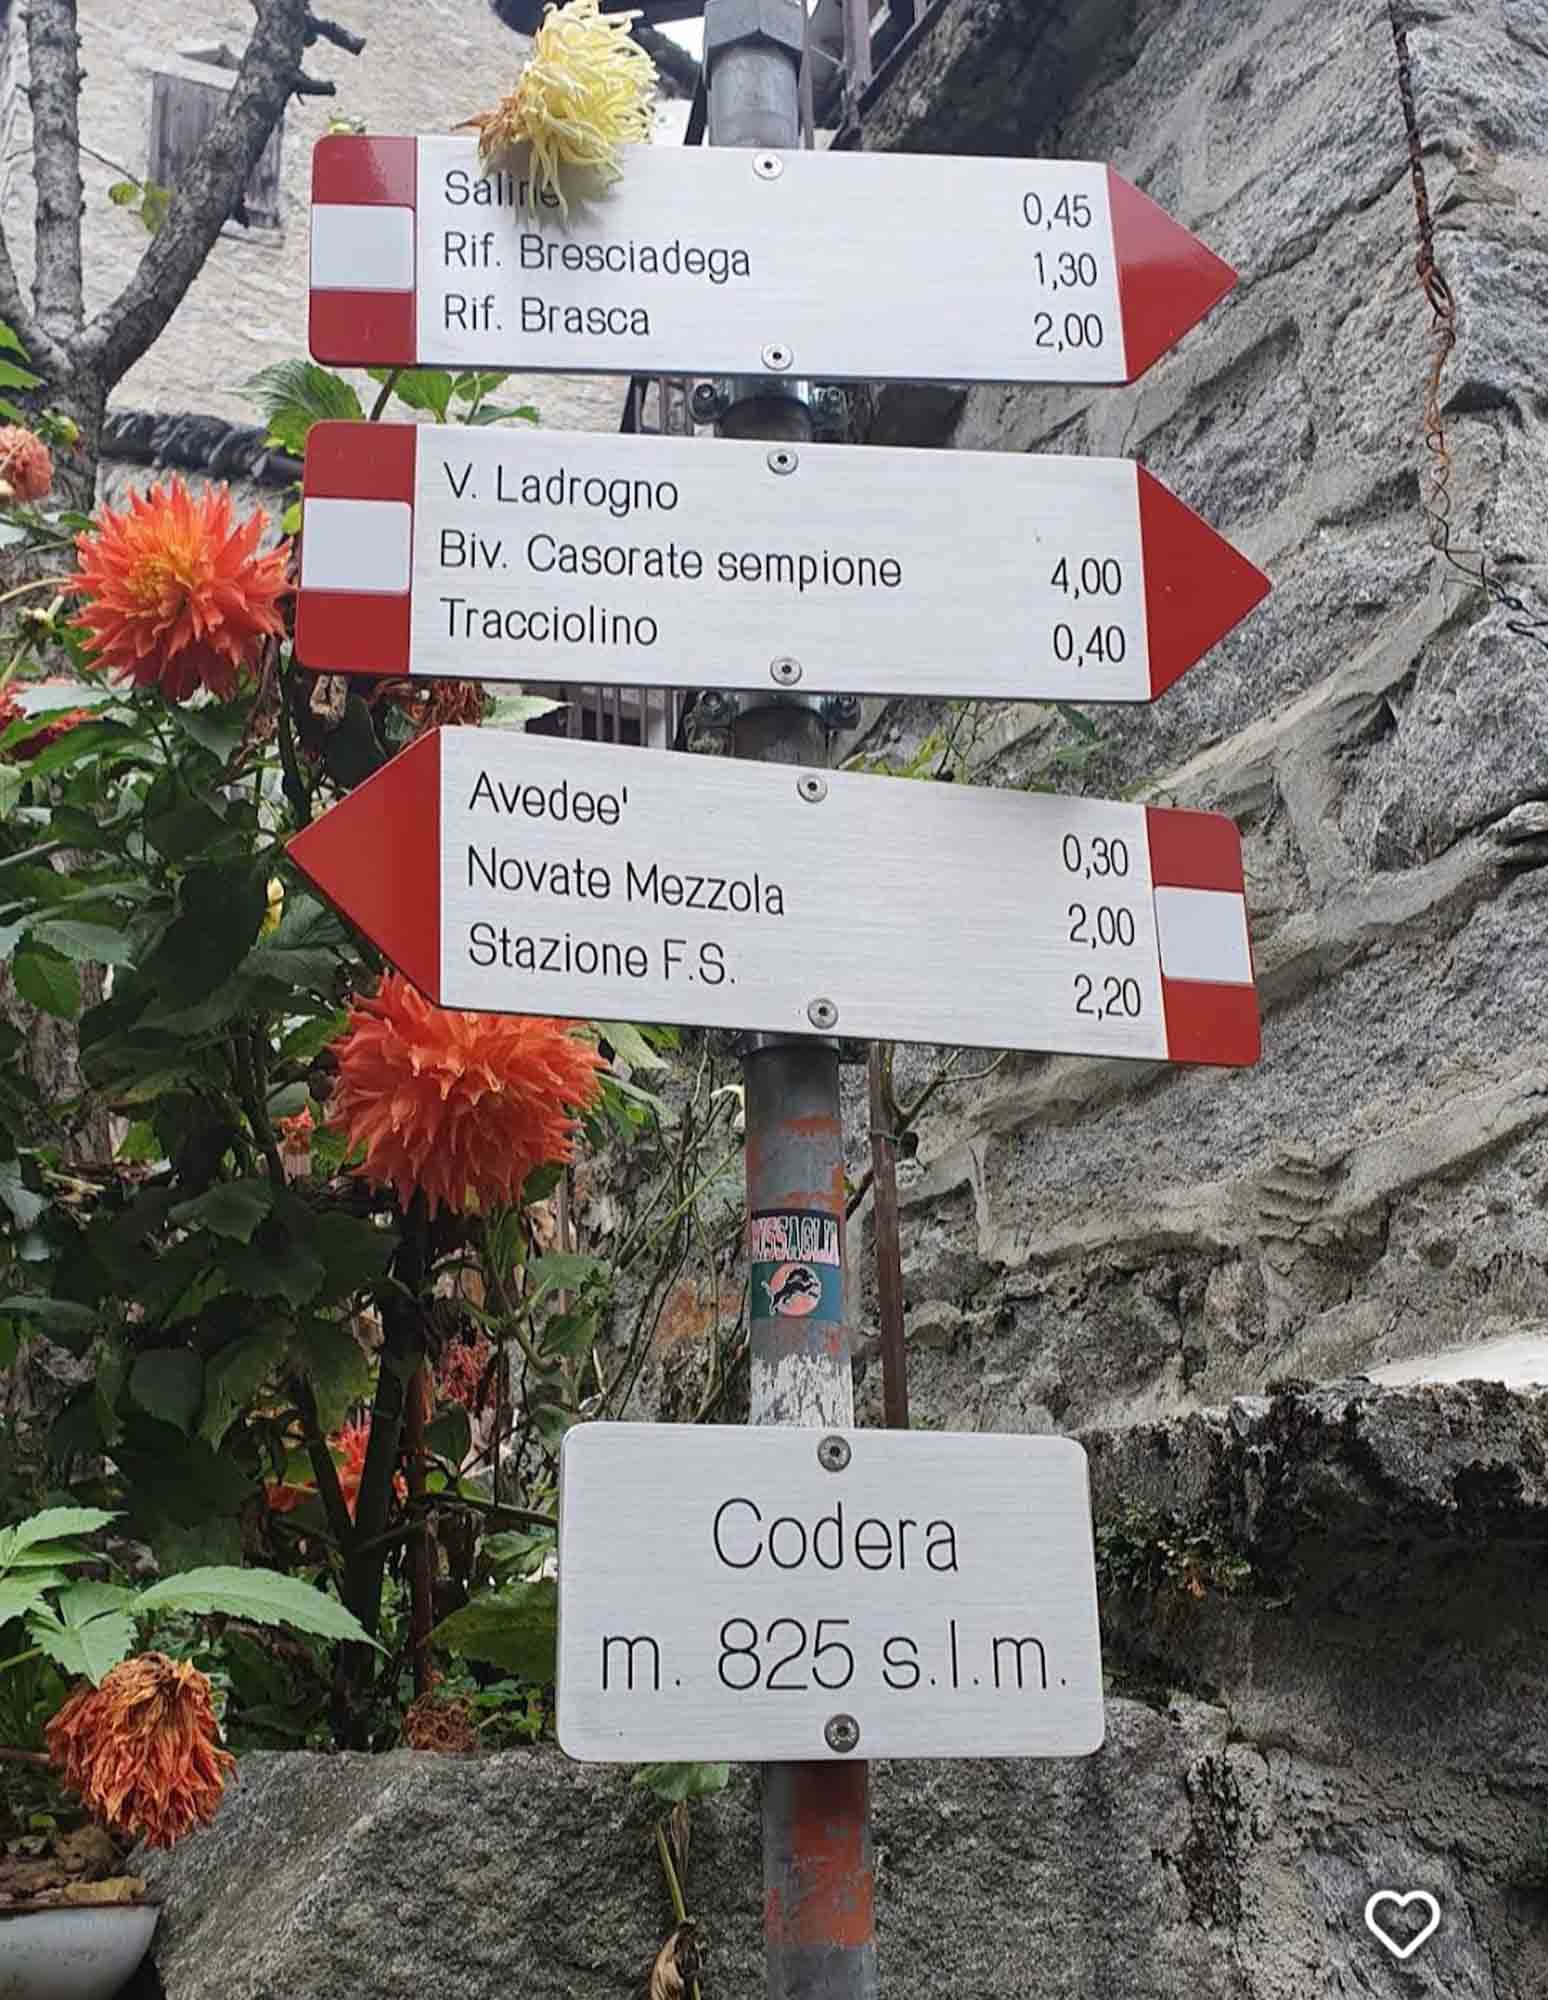 Saline 0,45
Rif. Bresciadega 1,30
Rif. Brasca 2,00
V. Ladrogno
Biv. Casorate sempione 4,00
Tracciolino 0,40
Avedee' 0,30
Novate Mezzola 2,00
Stazione F.S. 2,20
Codera
m. 825 s.l.m.